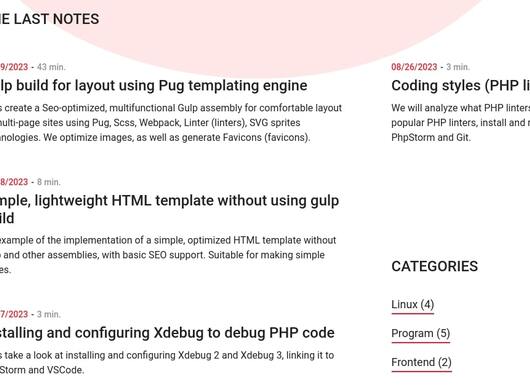 E LAST NOTES
9/2023 - 43 min.
lp build for layout using Pug templating engine
s create a Seo-optimized, multifunctional Gulp assembly for comfortable layout
multi-page sites using Pug, Scss, Webpack, Linter (linters), SVG sprites
nologies. We optimize images, as well as generate Favicons (favicons).
8/2023 - 8 min.
mple, lightweight HTML template without using gulp
ild
example of the implementation of a simple, optimized HTML template without
and other assemblies, with basic SEO support. Suitable for making simple
es.
7/2023 - 3 min.
stalling and configuring Xdebug to debug PHP code
s take a look at installing and configuring Xdebug 2 and Xdebug 3, linking it to
Storm and VSCode.
08/26/2023 - 3 min.
Coding styles (PHP li
We will analyze what PHP linters
popular PHP linters, install and
PhpStorm and Git.
CATEGORIES
Linux (4)
Program (5)
Frontend (2)